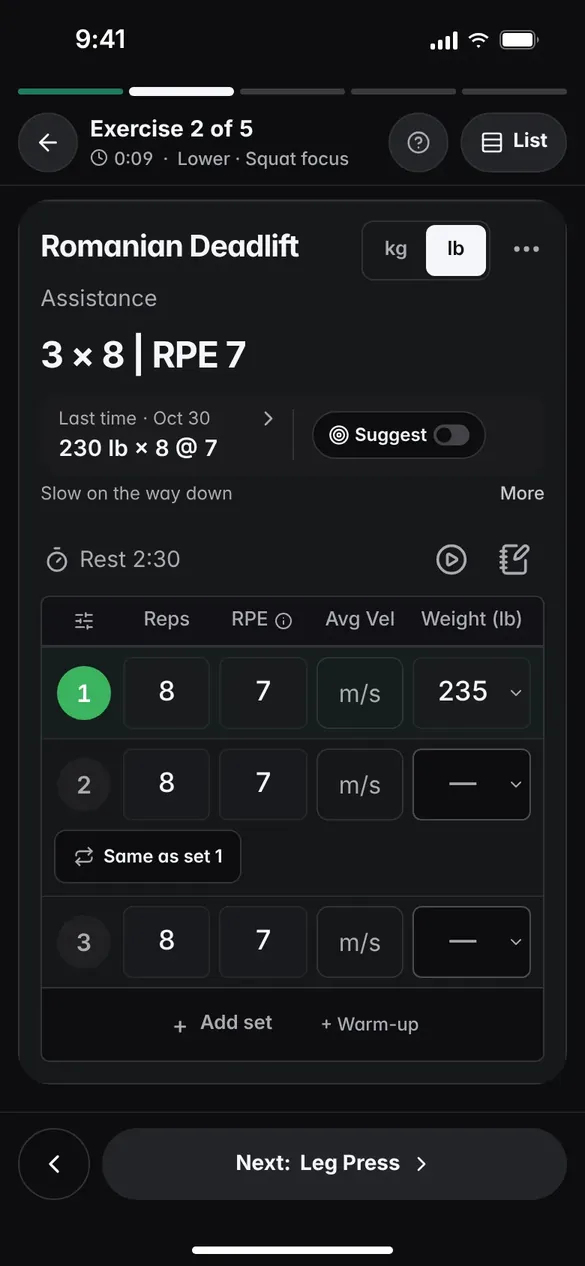 9:41
Exercise 2 of 5
0:09 · Lower · Squat focus
List
Romanian Deadlift
kg lb
Assistance
3 × 8 | RPE 7
Last time · Oct 30
230 lb × 8 @ 7
Suggest
Slow on the way down
More
Rest 2:30
Reps RPE Avg Vel Weight (lb)
1 8 7 m/s 235
2 8 7 m/s —
Same as set 1
3 8 7 m/s —
+ Add set + Warm-up
Next: Leg Press